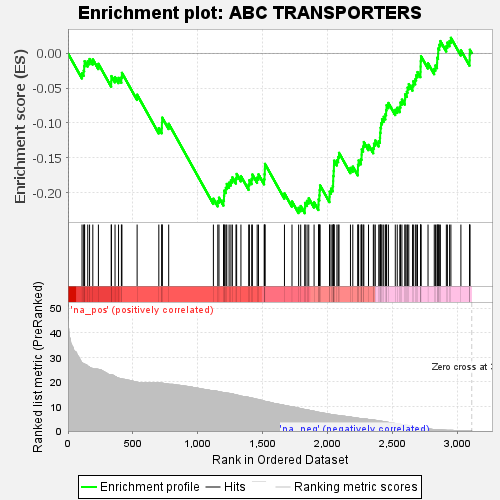 Enrichment plot: ABC TRANSPORTERS
Enrichment score (ES)
0.00
-0.05
-0.10
-0.15
-0.20
'na_pos' (positively correlated)
Ranked list metric (PreRanked)
50
40
30
20
10
0
Zero cross at 3
'na_neg' (negatively correlated)
0
500
1,000
1,500
2,000
2,500
3,000
Rank in Ordered Dataset
Enrichment profile
Hits
Ranking metric scores